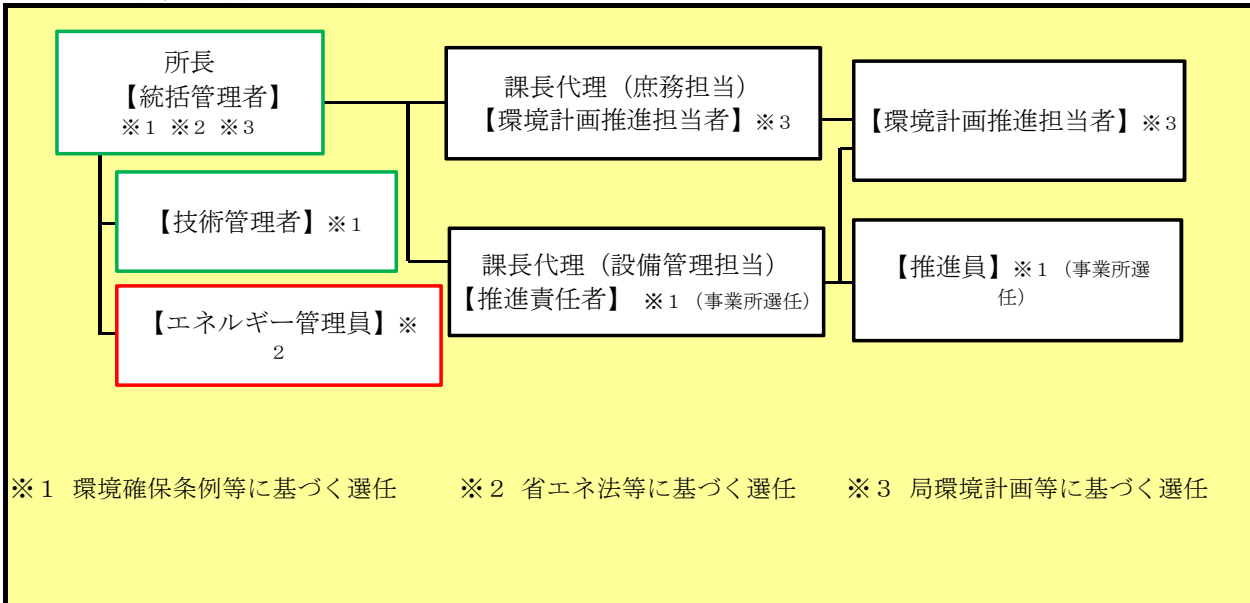 所長
【統括管理者】
※1 ※2 ※3
【技術管理者】※1
【エネルギー管理員】※
2
課長代理（庶務担当）
【環境計画推進担当者】※3
課長代理（設備管理担当）
【推進責任者】 ※1（事業所選任）
【環境計画推進担当者】※3
【推進員】※1（事業所選
任）
※１ 環境確保条例等に基づく選任 ※２ 省エネ法等に基づく選任 ※３ 局環境計画等に基づく選任